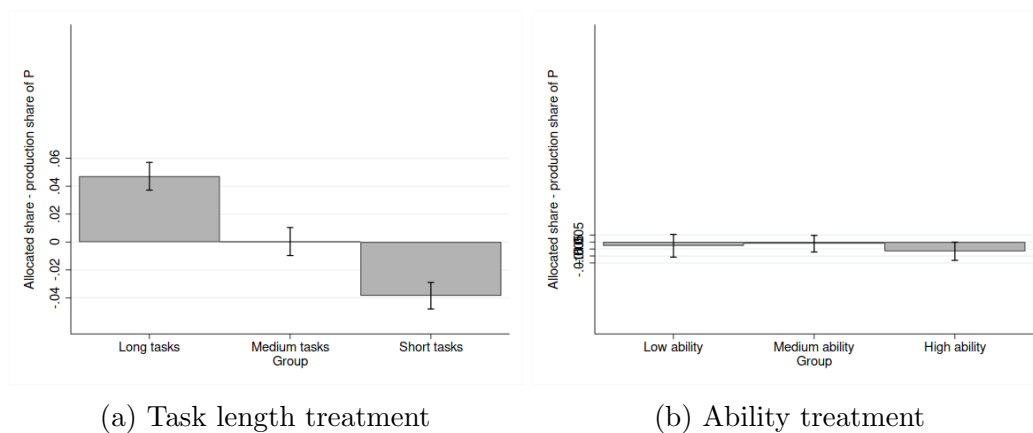 Allocated share - production share of P
.06
.04
.02
0
-.02
-.04
Long tasks
Medium tasks
Short tasks
Group
(a) Task length treatment
Allocated share - production share of P
Low ability
Medium ability
High ability
Group
(b) Ability treatment